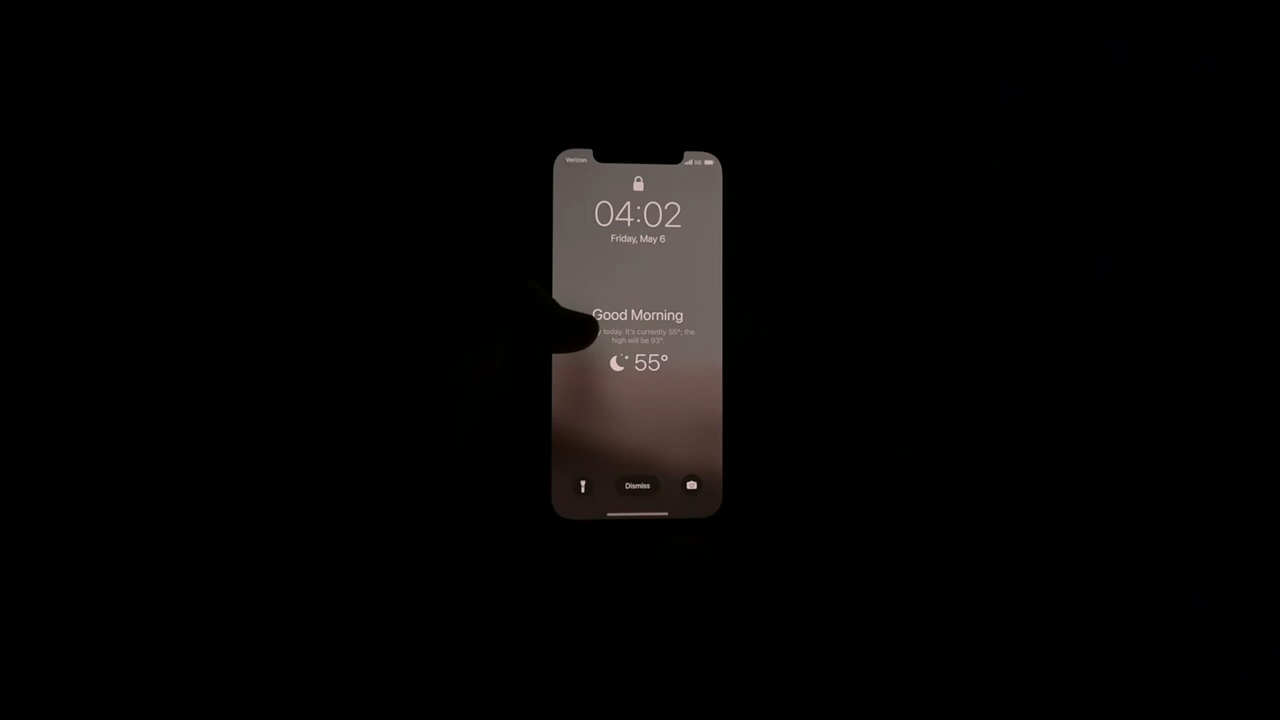 Verizon 5G
04:02
Friday, May 6
Good Morning
today. It's currently 55°; the
high will be 93°.
55°
Dismiss